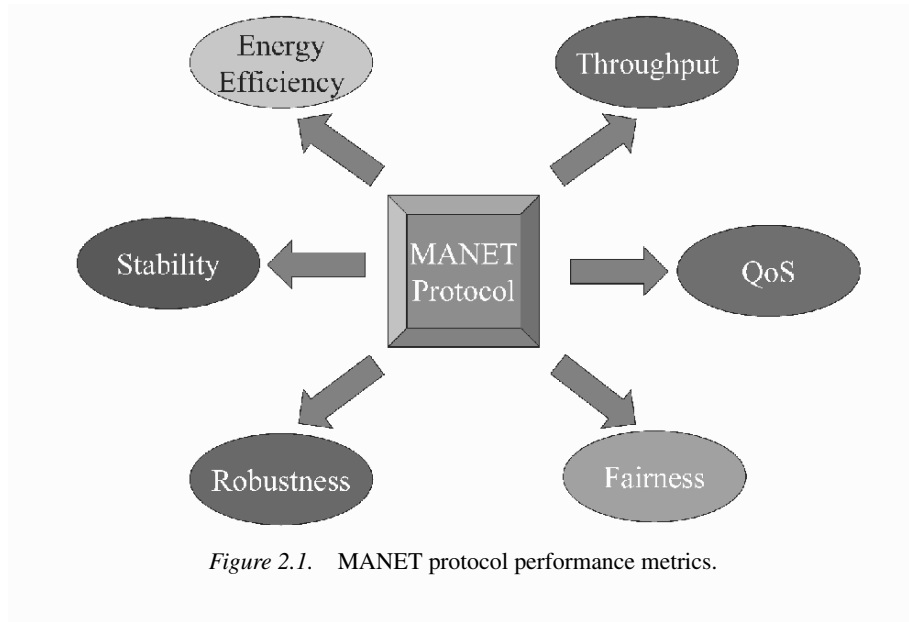 Energy
Efficiency
Throughput
Stability
MANET
Protocol
QoS
Robustness
Fairness
Figure 2.1. MANET protocol performance metrics.